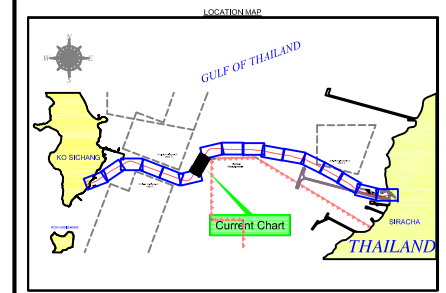 LOCATION MAP
N
W
E
S
GULF OF THAILAND
KO SICHANG
Current Chart
SIRACHA
THAILAND